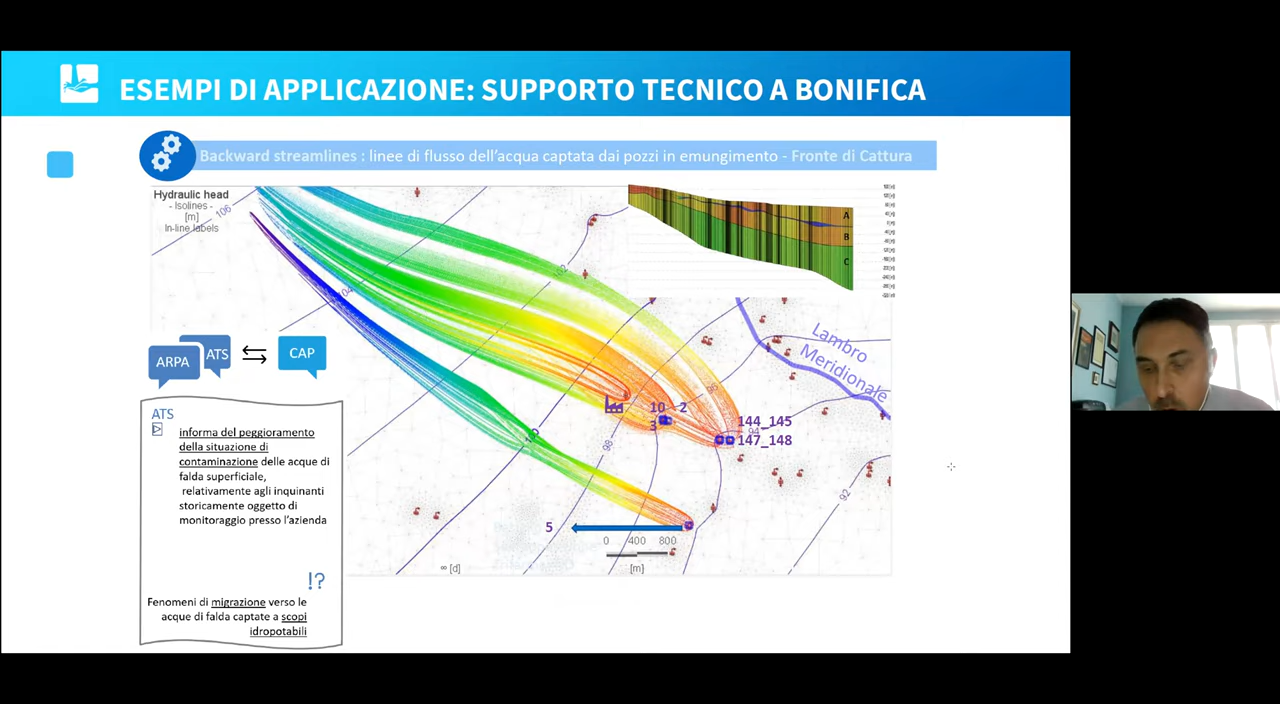 ESEMPI DI APPLICAZIONE: SUPPORTO TECNICO A BONIFICA
Backward streamlines : linee di flusso dell'acqua captata dai pozzi in emungimento - Fronte di Cattura
Hydraulic head
- Isolines -
[m]
In-line labels
106
104
102
100
98
95
92
A
B
C
Lambro
Meridionale
ARPA
ATS
CAP
10
2
3
144_145
147_148
5
0 400 800
∞ [d]
[m]
ATS
informa del peggioramento
della situazione di
contaminazione delle acque di
falda superficiale,
relativamente agli inquinanti
storicamente oggetto di
monitoraggio presso l'azienda
!?
Fenomeni di migrazione verso le
acque di falda captate a scopi
idropotabili